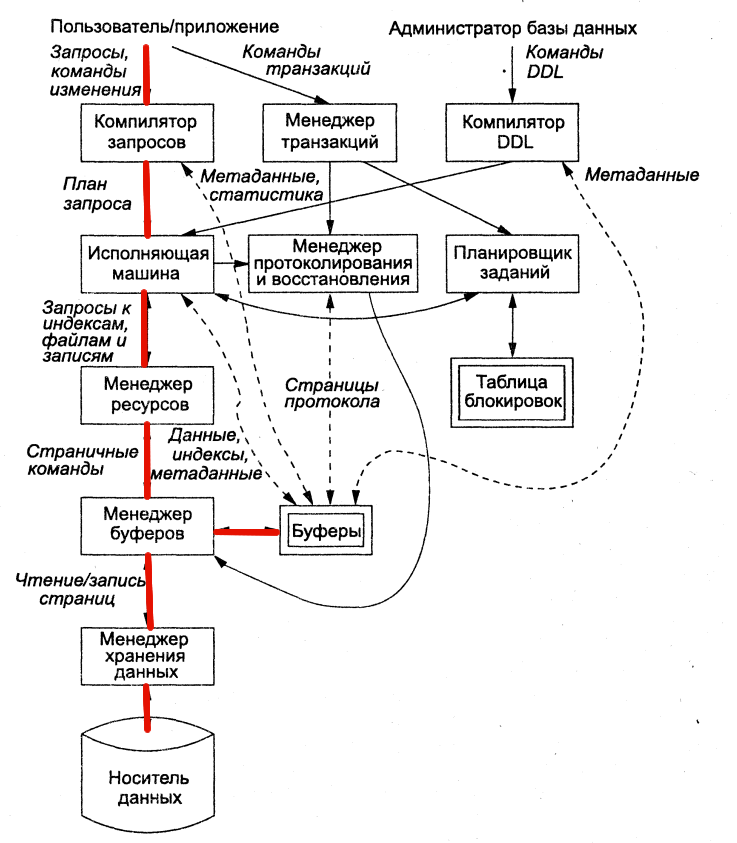 Пользователь/приложение
Администратор базы данных
Запросы,
команды
изменения
Команды
транзакций
Команды
DDL
Компилятор
запросов
Менеджер
транзакций
Компилятор
DDL
План
запроса
Метаданные,
статистика
Метаданные
Исполняющая
машина
Менеджер
протоколирования
и восстановления
Планировщик
заданий
Запросы к
индексам,
файлам и
записям
Менеджер
ресурсов
Страницы
протокола
Таблица
блокировок
Страничные
команды
Данные,
индексы,
метаданные
Менеджер
буферов
Буферы
Чтение/запись
страниц
Менеджер
хранения
данных
Носитель
данных